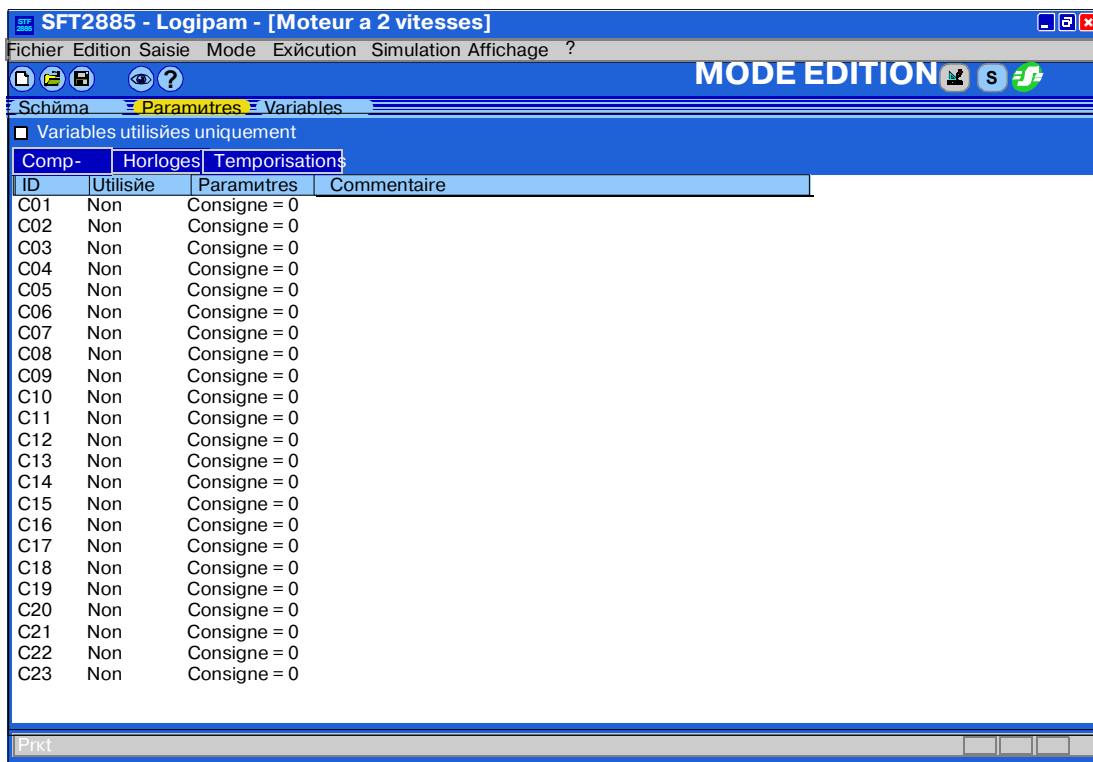 STF 2885 SFT2885 - Logipam - [Moteur a 2 vitesses]
Fichier Edition Saisie Mode Exйcution Simulation Affichage ?
? MODE EDITION S
Schйma Paramиtres Variables
Variables utilisйes uniquement
Comp- Horloges Temporisations
ID Utilisйe Paramиtres Commentaire
C01 Non Consigne = 0
C02 Non Consigne = 0
C03 Non Consigne = 0
C04 Non Consigne = 0
C05 Non Consigne = 0
C06 Non Consigne = 0
C07 Non Consigne = 0
C08 Non Consigne = 0
C09 Non Consigne = 0
C10 Non Consigne = 0
C11 Non Consigne = 0
C12 Non Consigne = 0
C13 Non Consigne = 0
C14 Non Consigne = 0
C15 Non Consigne = 0
C16 Non Consigne = 0
C17 Non Consigne = 0
C18 Non Consigne = 0
C19 Non Consigne = 0
C20 Non Consigne = 0
C21 Non Consigne = 0
C22 Non Consigne = 0
C23 Non Consigne = 0
Prкt